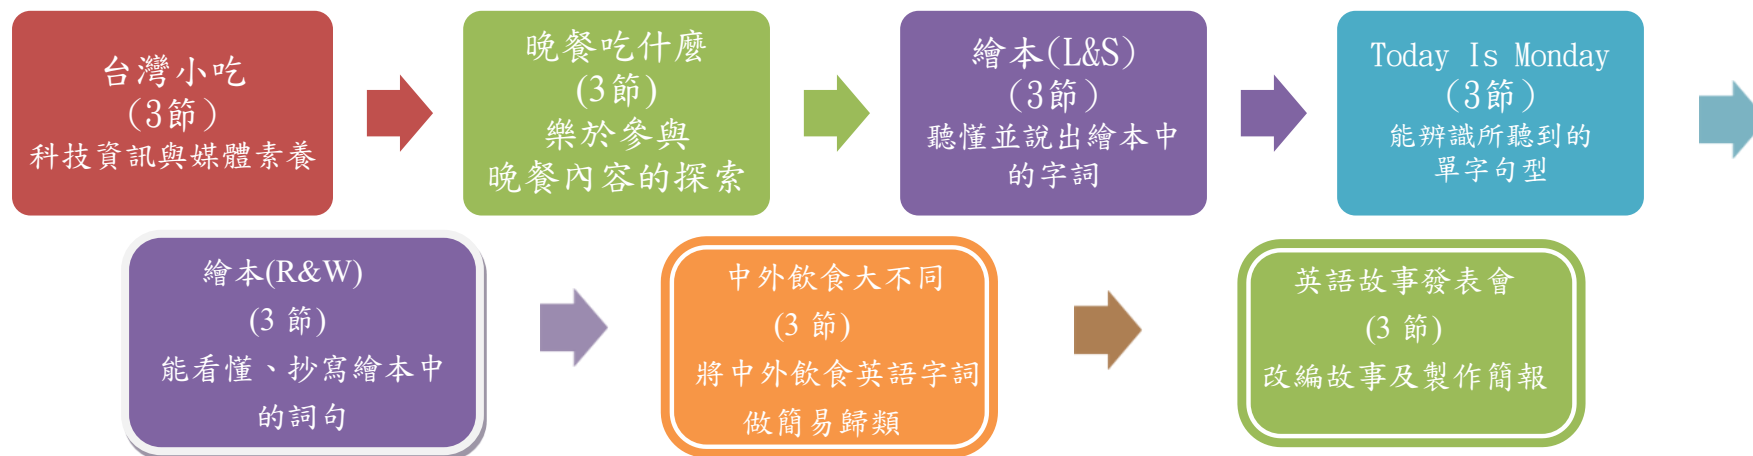 台灣小吃
(3節)
科技資訊與媒體素養
晚餐吃什麼
(3節)
樂於參與
晚餐內容的探索
繪本(L&S)
(3節)
聽懂並說出繪本中
的字詞
Today Is Monday
(3節)
能辨識所聽到的
單字句型
繪本(R&W)
(3 節)
能看懂、抄寫繪本中
的詞句
中外飲食大不同
(3 節)
將中外飲食英語字詞
做簡易歸類
英語故事發表會
(3 節)
改編故事及製作簡報